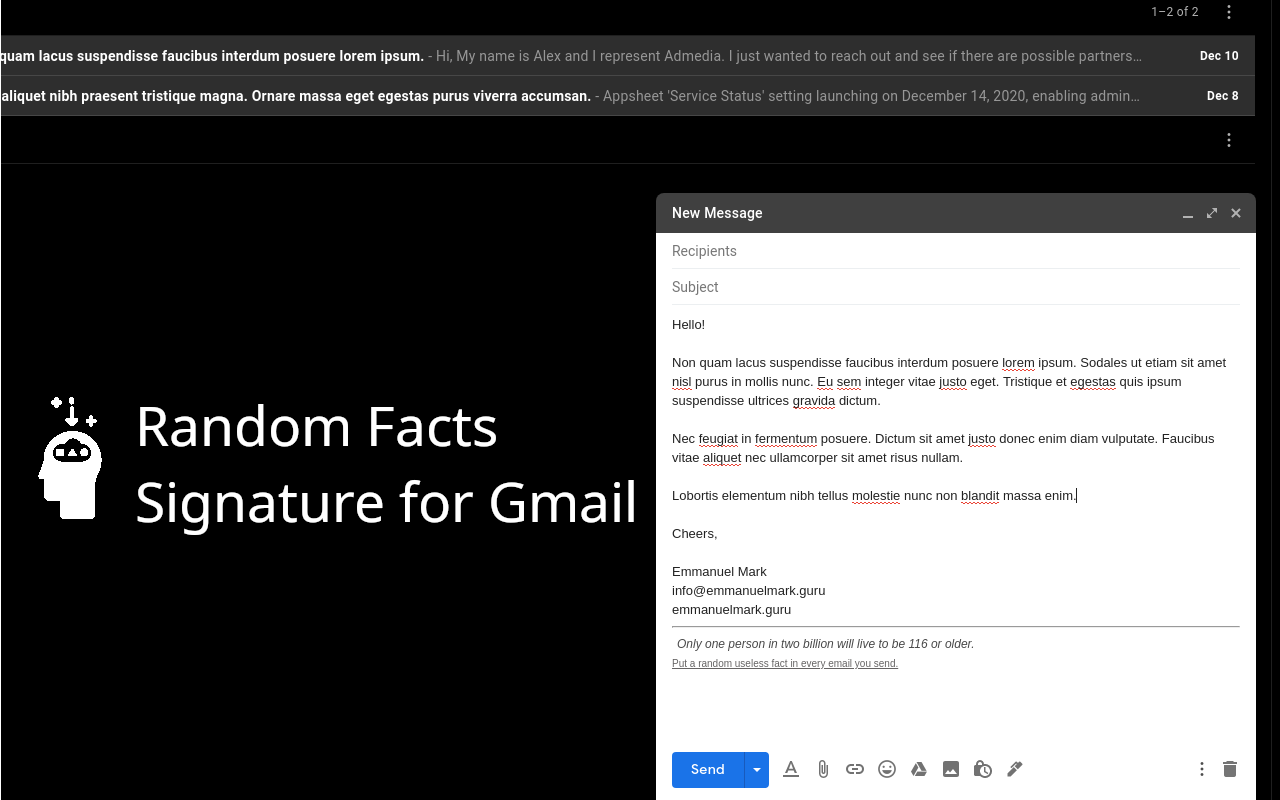 1–2 of 2
quam lacus suspendisse faucibus interdum posuere lorem ipsum. - Hi, My name is Alex and I represent Admedia. I just wanted to reach out and see if there are possible partners… Dec 10
aliquet nibh praesent tristique magna. Ornare massa eget egestas purus viverra accumsan. - Appsheet 'Service Status' setting launching on December 14, 2020, enabling admin… Dec 8
Random Facts
Signature for Gmail
New Message
Recipients
Subject
Hello!
Non quam lacus suspendisse faucibus interdum posuere lorem ipsum. Sodales ut etiam sit amet
nisl purus in mollis nunc. Eu sem integer vitae justo eget. Tristique et egestas quis ipsum
suspendisse ultrices gravida dictum.
Nec feugiat in fermentum posuere. Dictum sit amet justo donec enim diam vulputate. Faucibus
vitae aliquet nec ullamcorper sit amet risus nullam.
Lobortis elementum nibh tellus molestie nunc non blandit massa enim.
Cheers,
Emmanuel Mark
info@emmanuelmark.guru
emmanuelmark.guru
Only one person in two billion will live to be 116 or older.
Put a random useless fact in every email you send.
Send